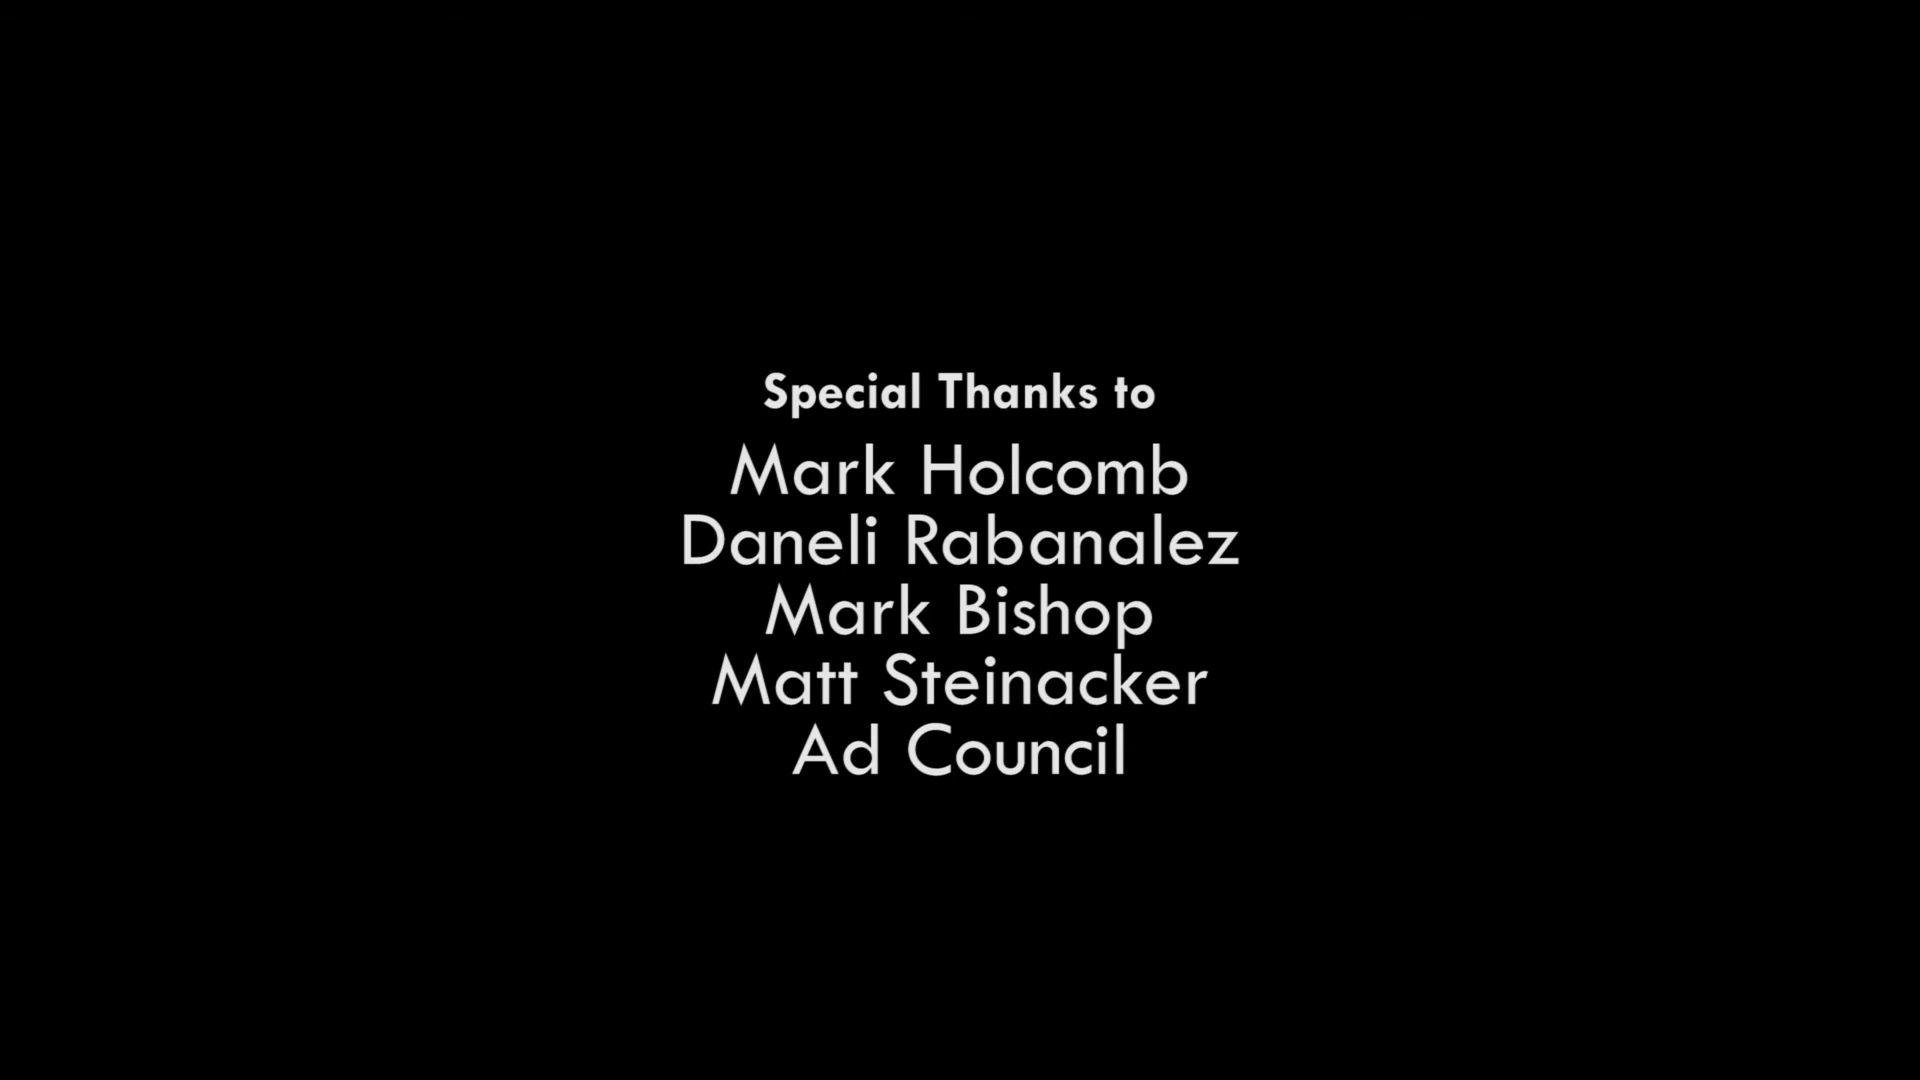 Special Thanks to
Mark Holcomb
Daneli Rabanalez
Mark Bishop
Matt Steinacker
Ad Council